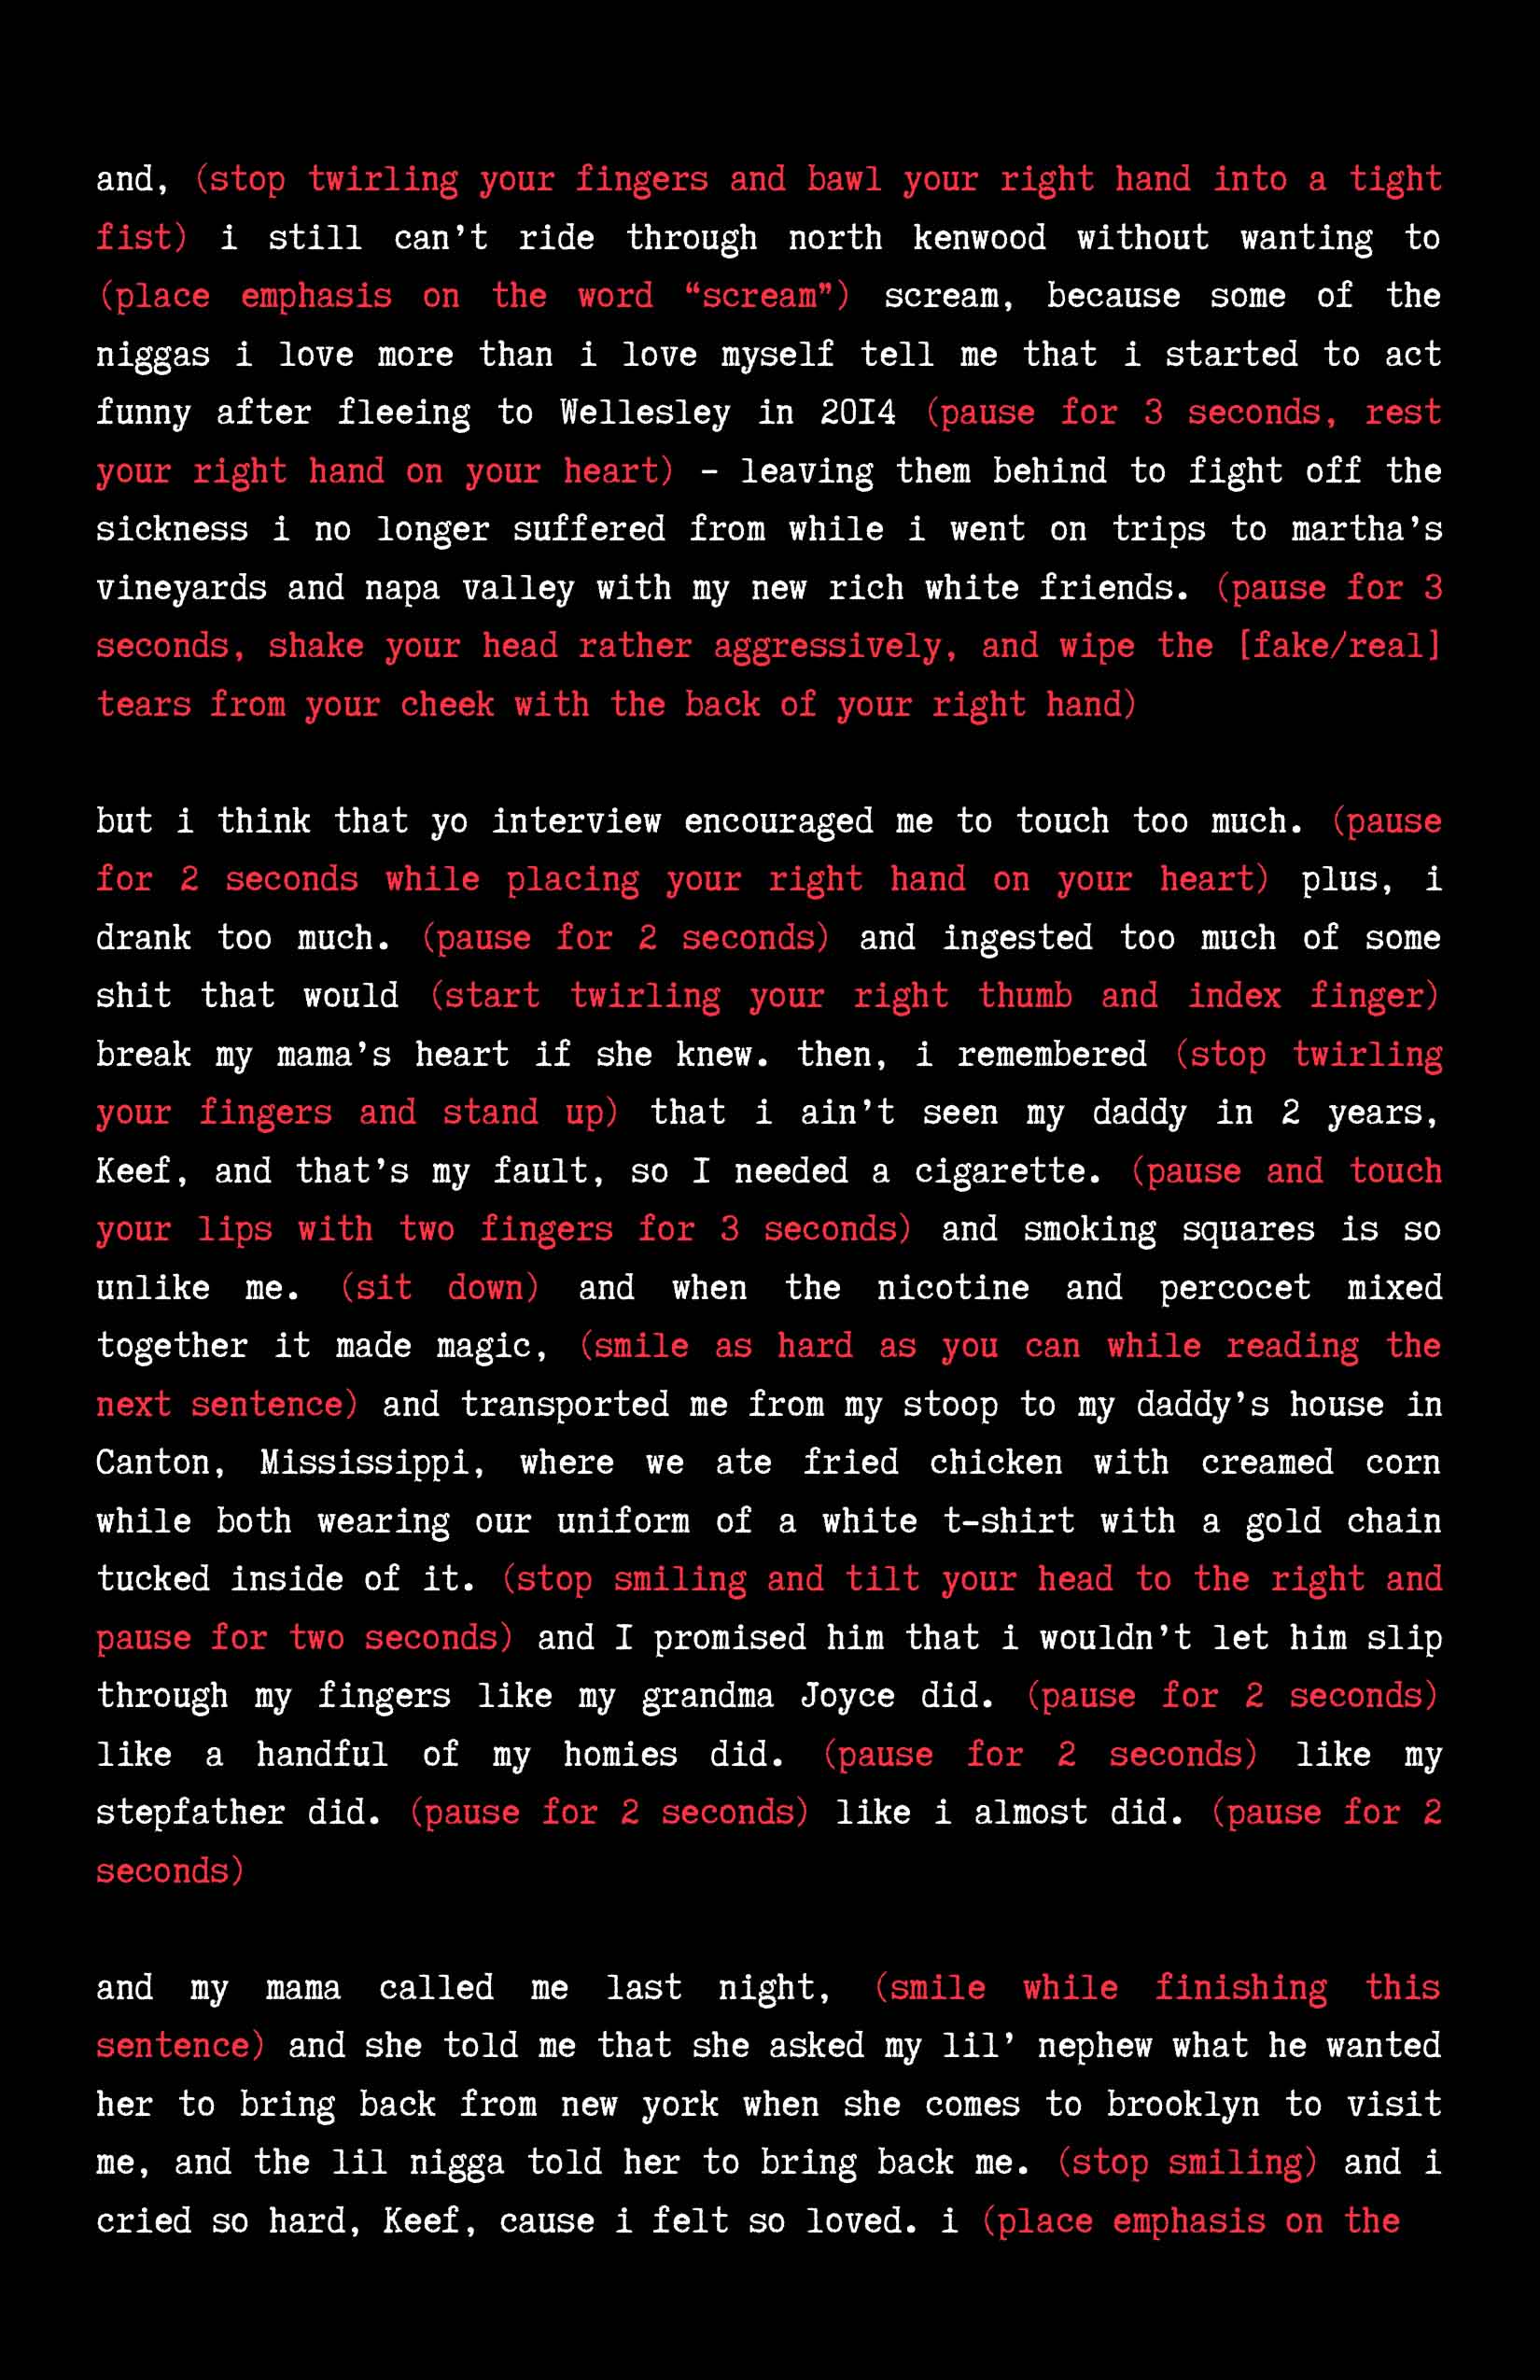 and, (stop twirling your fingers and bawl your right hand into a tight
fist) i still can’t ride through north kenwood without wanting to
(place emphasis on the word “scream”) scream, because some of the
niggas i love more than i love myself tell me that i started to act
funny after fleeing to Wellesley in 2014 (pause for 3 seconds, rest
your right hand on your heart) - leaving them behind to fight off the
sickness i no longer suffered from while i went on trips to martha’s
vineyards and napa valley with my new rich white friends. (pause for 3
seconds, shake your head rather aggressively, and wipe the [fake/real]
tears from your cheek with the back of your right hand)
but i think that yo interview encouraged me to touch too much. (pause
for 2 seconds while placing your right hand on your heart) plus, i
drank too much. (pause for 2 seconds) and ingested too much of some
shit that would (start twirling your right thumb and index finger)
break my mama’s heart if she knew. then, i remembered (stop twirling
your fingers and stand up) that i ain’t seen my daddy in 2 years,
Keef, and that’s my fault, so I needed a cigarette. (pause and touch
your lips with two fingers for 3 seconds) and smoking squares is so
unlike me. (sit down) and when the nicotine and percocet mixed
together it made magic, (smile as hard as you can while reading the
next sentence) and transported me from my stoop to my daddy’s house in
Canton, Mississippi, where we ate fried chicken with creamed corn
while both wearing our uniform of a white t-shirt with a gold chain
tucked inside of it. (stop smiling and tilt your head to the right and
pause for two seconds) and I promised him that i wouldn’t let him slip
through my fingers like my grandma Joyce did. (pause for 2 seconds)
like a handful of my homies did. (pause for 2 seconds) like my
stepfather did. (pause for 2 seconds) like i almost did. (pause for 2
seconds)
and my mama called me last night, (smile while finishing this
sentence) and she told me that she asked my lil’ nephew what he wanted
her to bring back from new york when she comes to brooklyn to visit
me, and the lil nigga told her to bring back me. (stop smiling) and i
cried so hard, Keef, cause i felt so loved. i (place emphasis on the